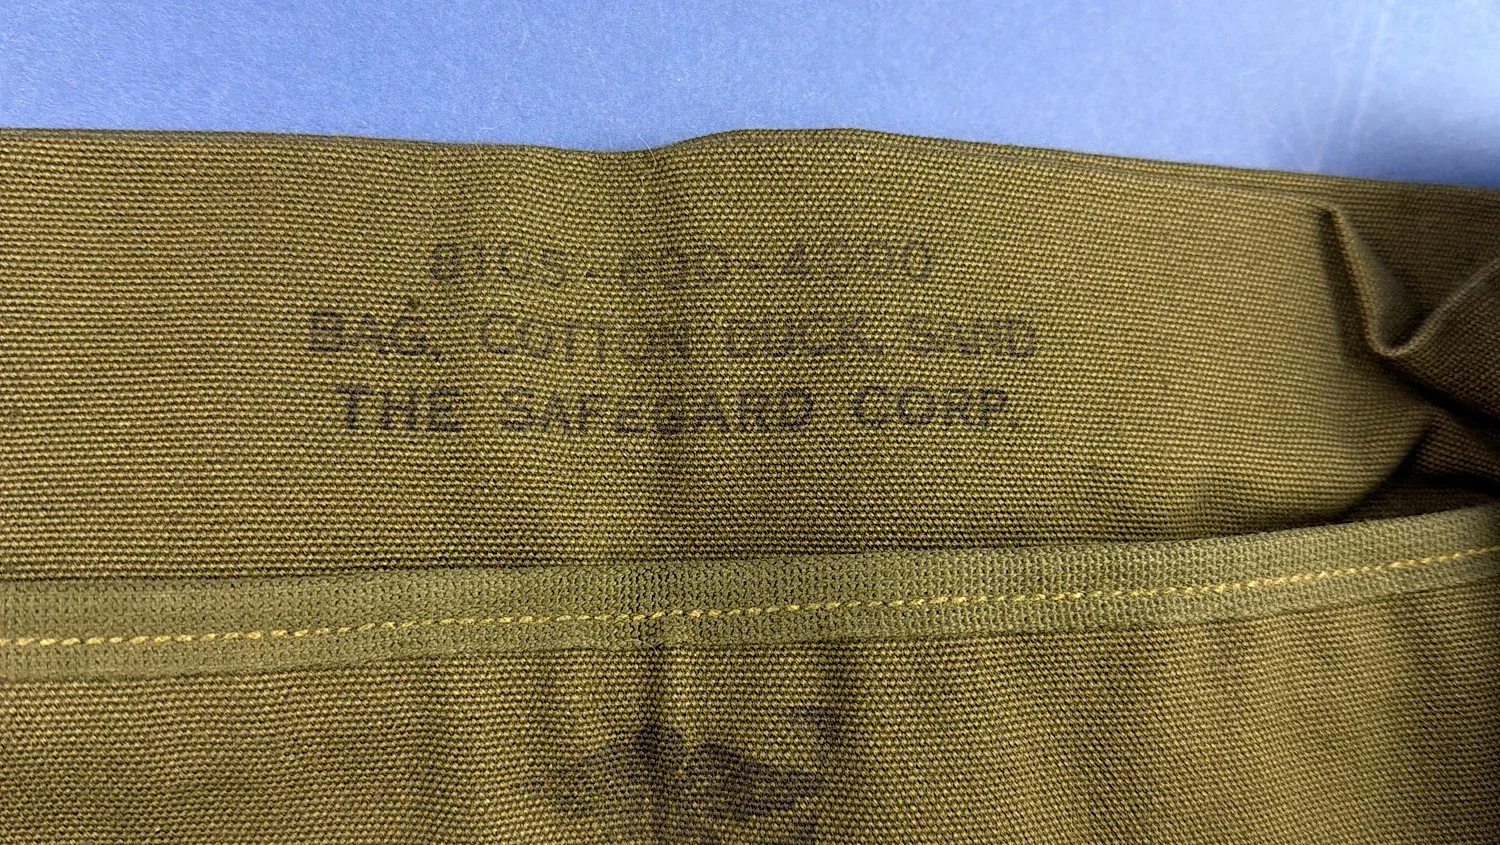 BAG, COTTON DUCK, SAND
THE SAFEGARD CORP.